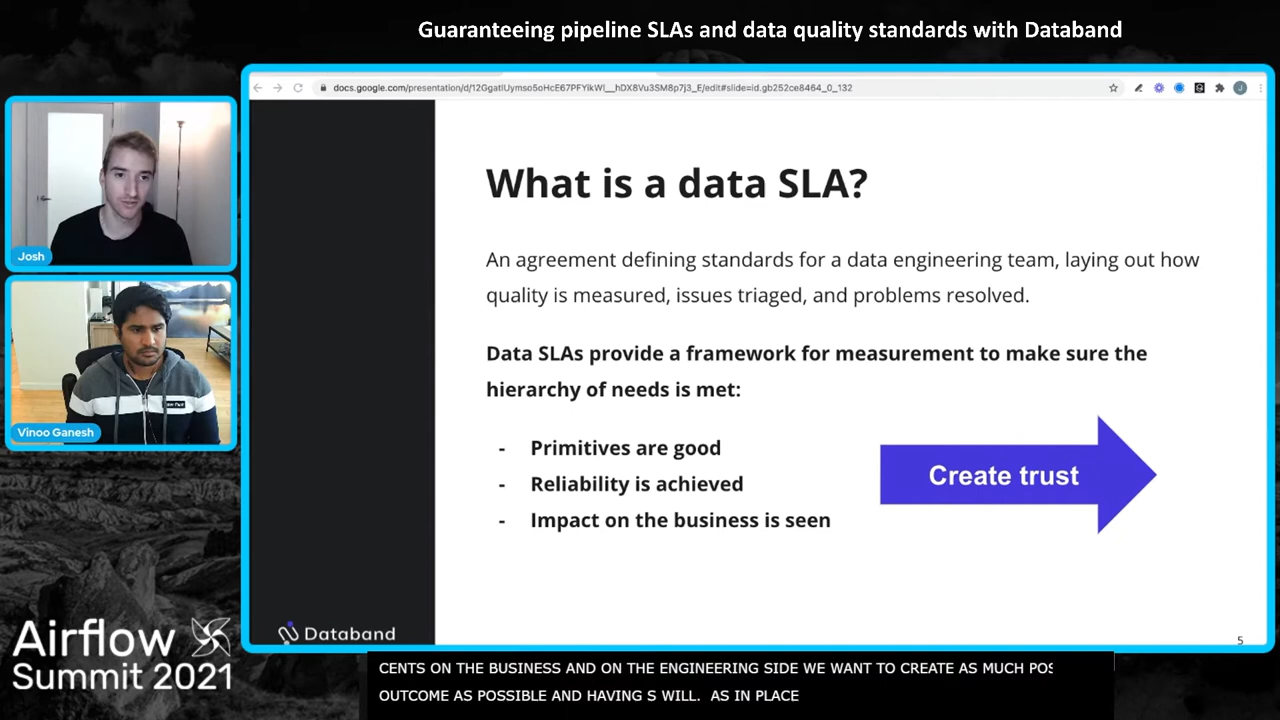 Guaranteeing pipeline SLAs and data quality standards with Databand
docs.google.com/presentation/d/12GgatIUymso5oHcE67PFYikWl__hDX8Vu3SM8p7j3_E/edit#slide=id.gb252ce8464_0_132
What is a data SLA?
An agreement defining standards for a data engineering team, laying out how
quality is measured, issues triaged, and problems resolved.
Data SLAs provide a framework for measurement to make sure the
hierarchy of needs is met:
- Primitives are good
- Reliability is achieved
- Impact on the business is seen
Create trust
Databand
5
Josh
Vinoo Ganesh
Airflow
Summit 2021
CENTS ON THE BUSINESS AND ON THE ENGINEERING SIDE WE WANT TO CREATE AS MUCH POS
OUTCOME AS POSSIBLE AND HAVING S WILL. AS IN PLACE